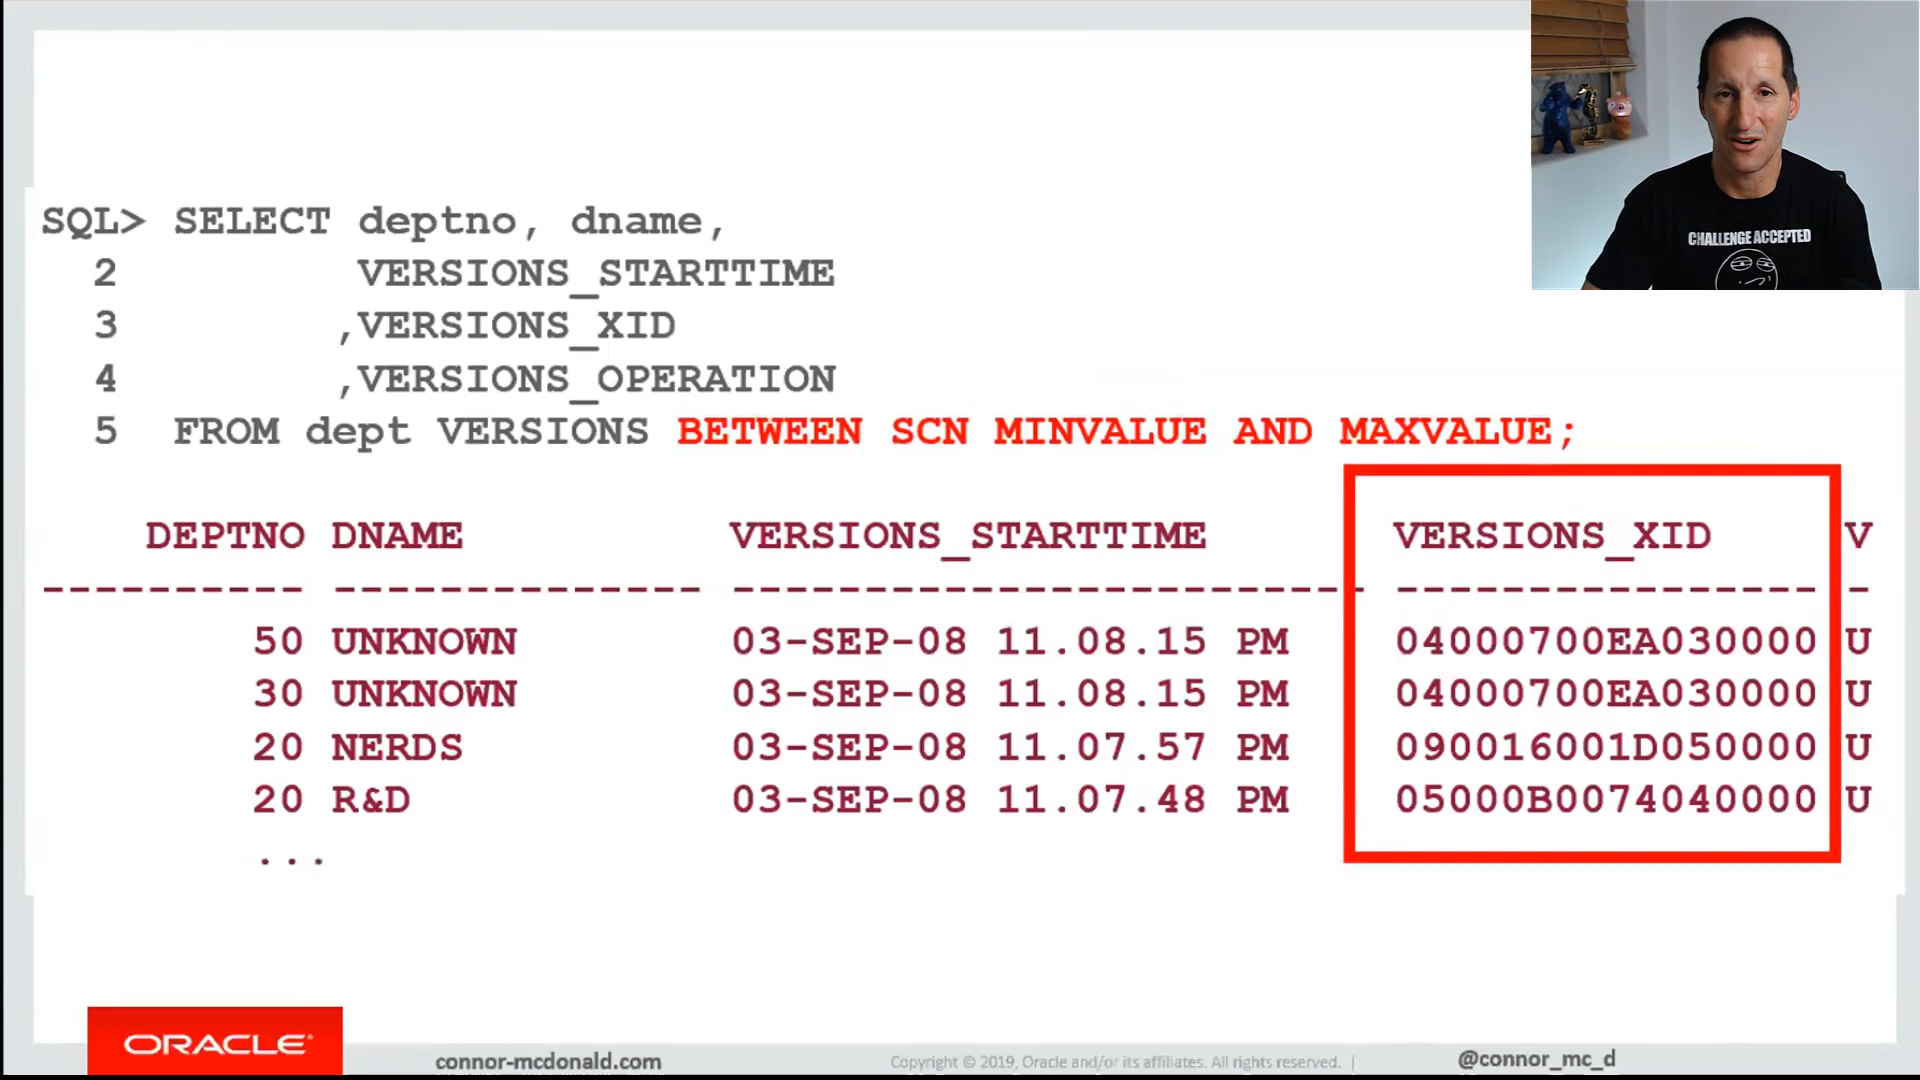 CHALLENGE ACCEPTED
SQL> SELECT deptno, dname,
2 VERSIONS_STARTTIME
3 ,VERSIONS_XID
4 ,VERSIONS_OPERATION
5 FROM dept VERSIONS BETWEEN SCN MINVALUE AND MAXVALUE;
DEPTNO DNAME VERSIONS_STARTTIME VERSIONS_XID V
---------- -------------- ------------------------ ---------------- -
50 UNKNOWN 03-SEP-08 11.08.15 PM 04000700EA030000 U
30 UNKNOWN 03-SEP-08 11.08.15 PM 04000700EA030000 U
20 NERDS 03-SEP-08 11.07.57 PM 090016001D050000 U
20 R&D 03-SEP-08 11.07.48 PM 05000B0074040000 U
...
ORACLE®
connor-mcdonald.com
Copyright © 2019, Oracle and/or its affiliates. All rights reserved. |
@connor_mc_d